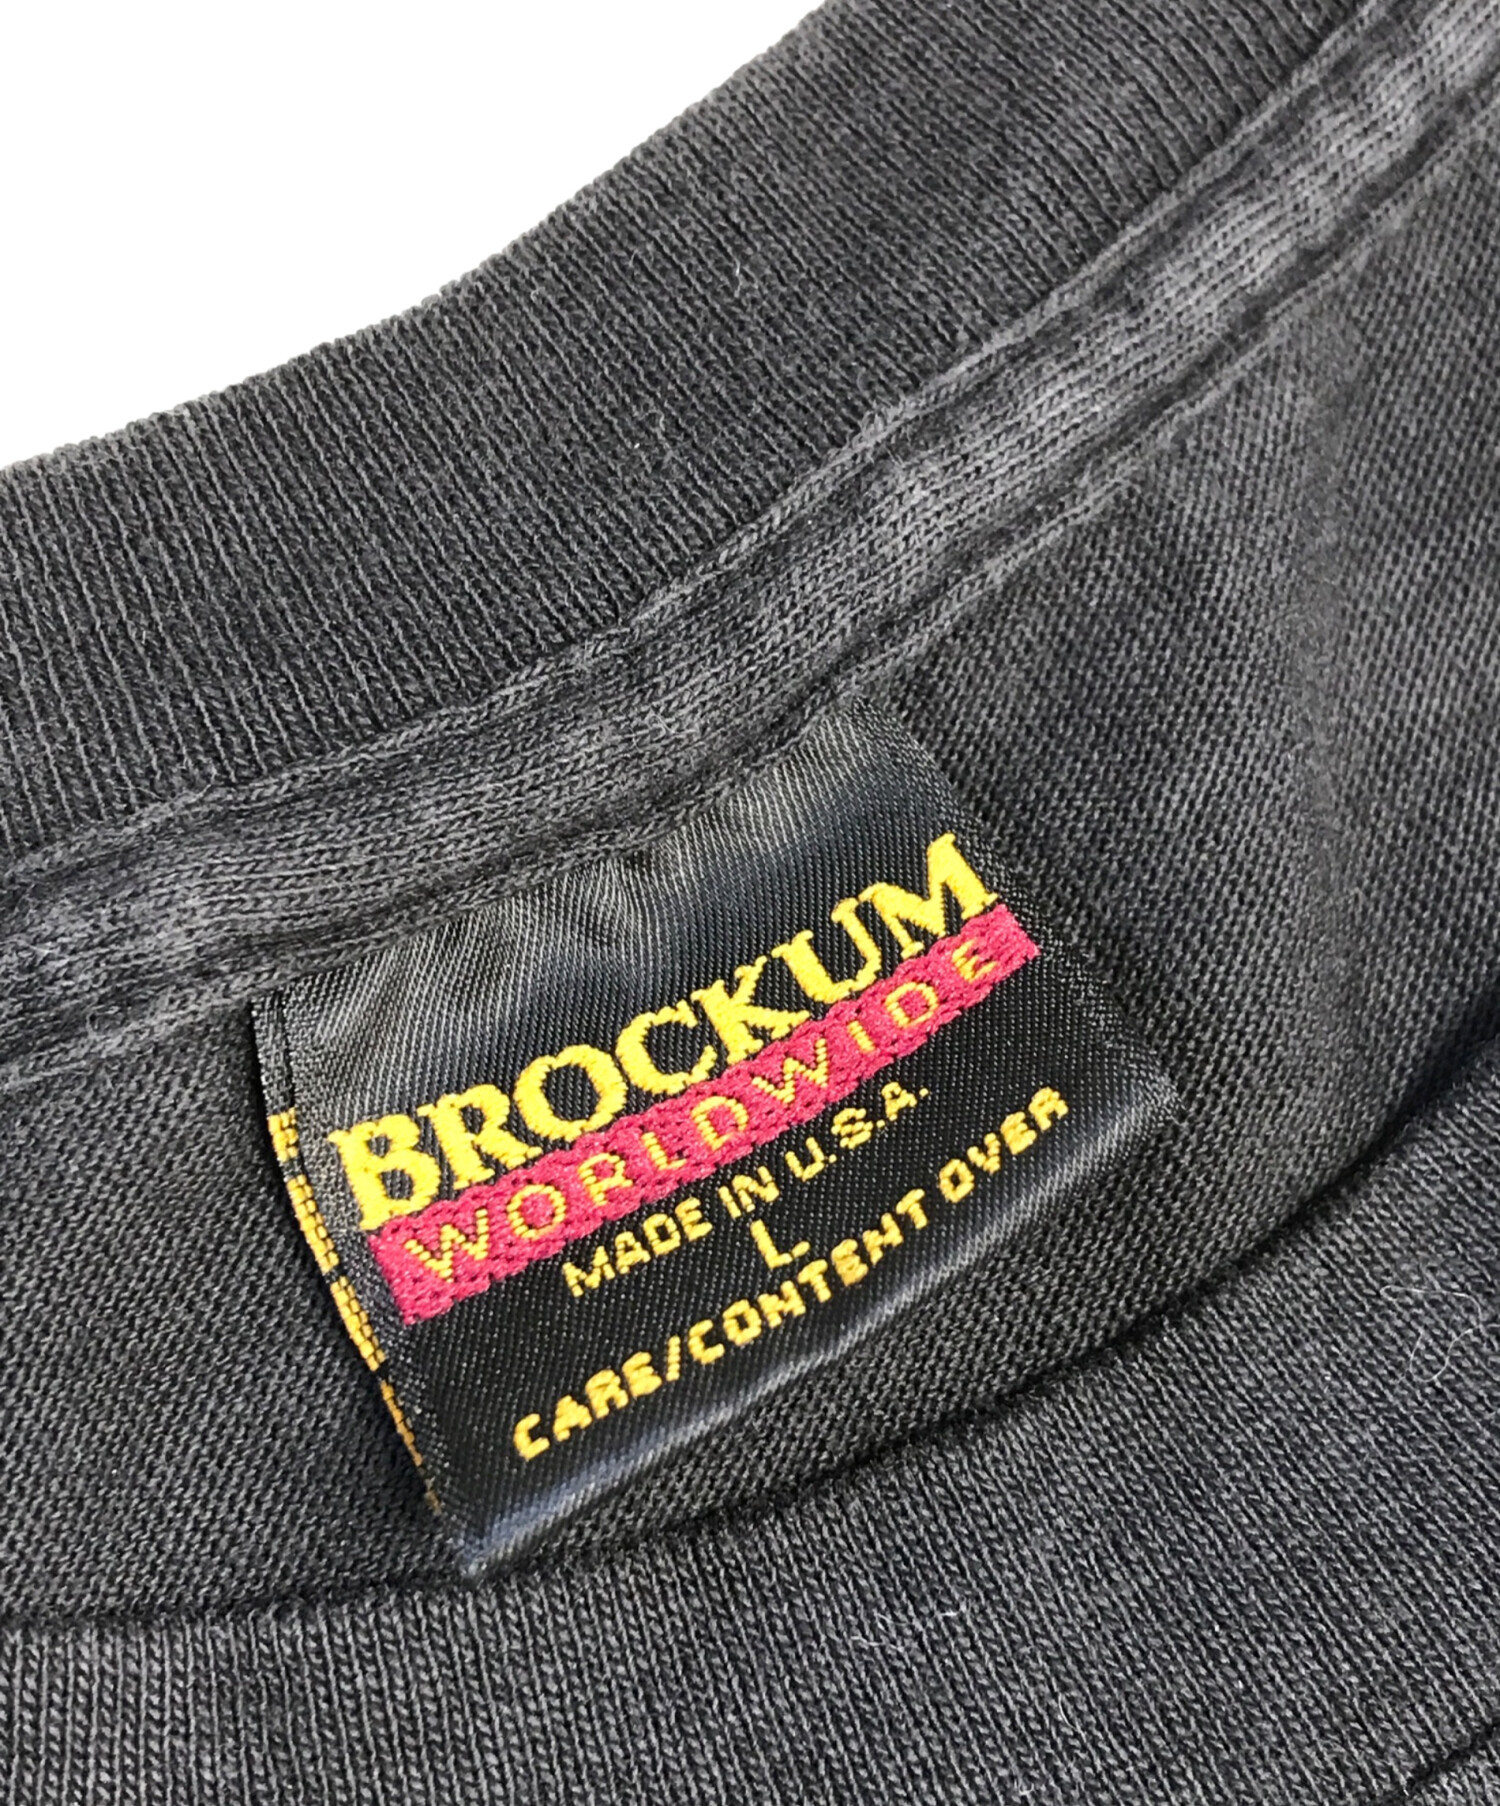 BROCKUM
WORLDWIDE
MADE IN U.S.A.
L
CARE/CONTENT OVER